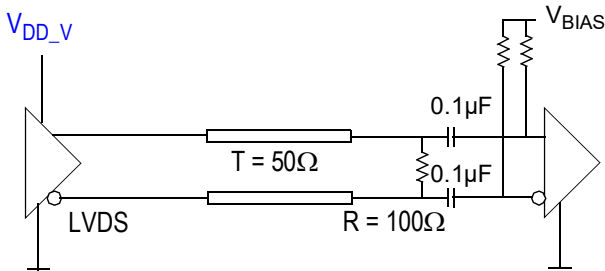 V_DD_V
V_BIAS
0.1µF
T = 50Ω
0.1µF
LVDS
R = 100Ω